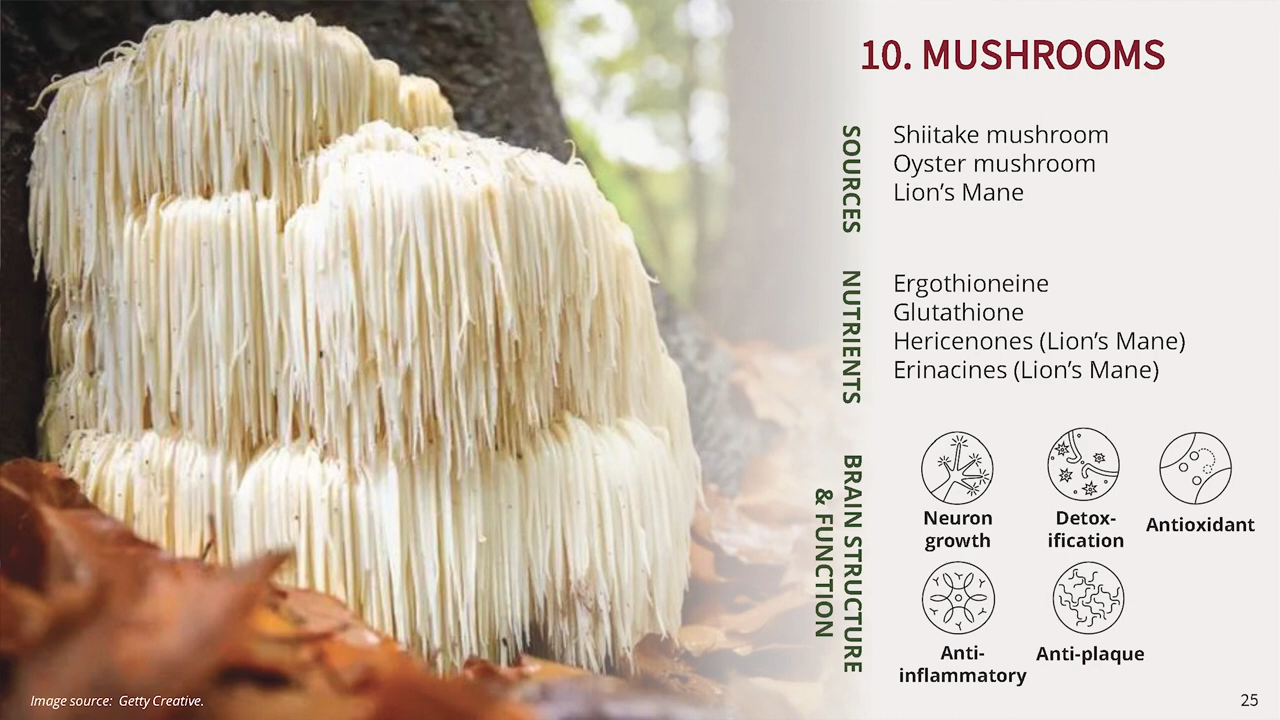 10. MUSHROOMS
SOURCES
Shiitake mushroom
Oyster mushroom
Lion's Mane
NUTRIENTS
Ergothioneine
Glutathione
Hericenones (Lion's Mane)
Erinacines (Lion's Mane)
BRAIN STRUCTURE
& FUNCTION
Neuron
growth
Detox-
ification
Antioxidant
Anti-
inflammatory
Anti-plaque
Image source:  Getty Creative.
25